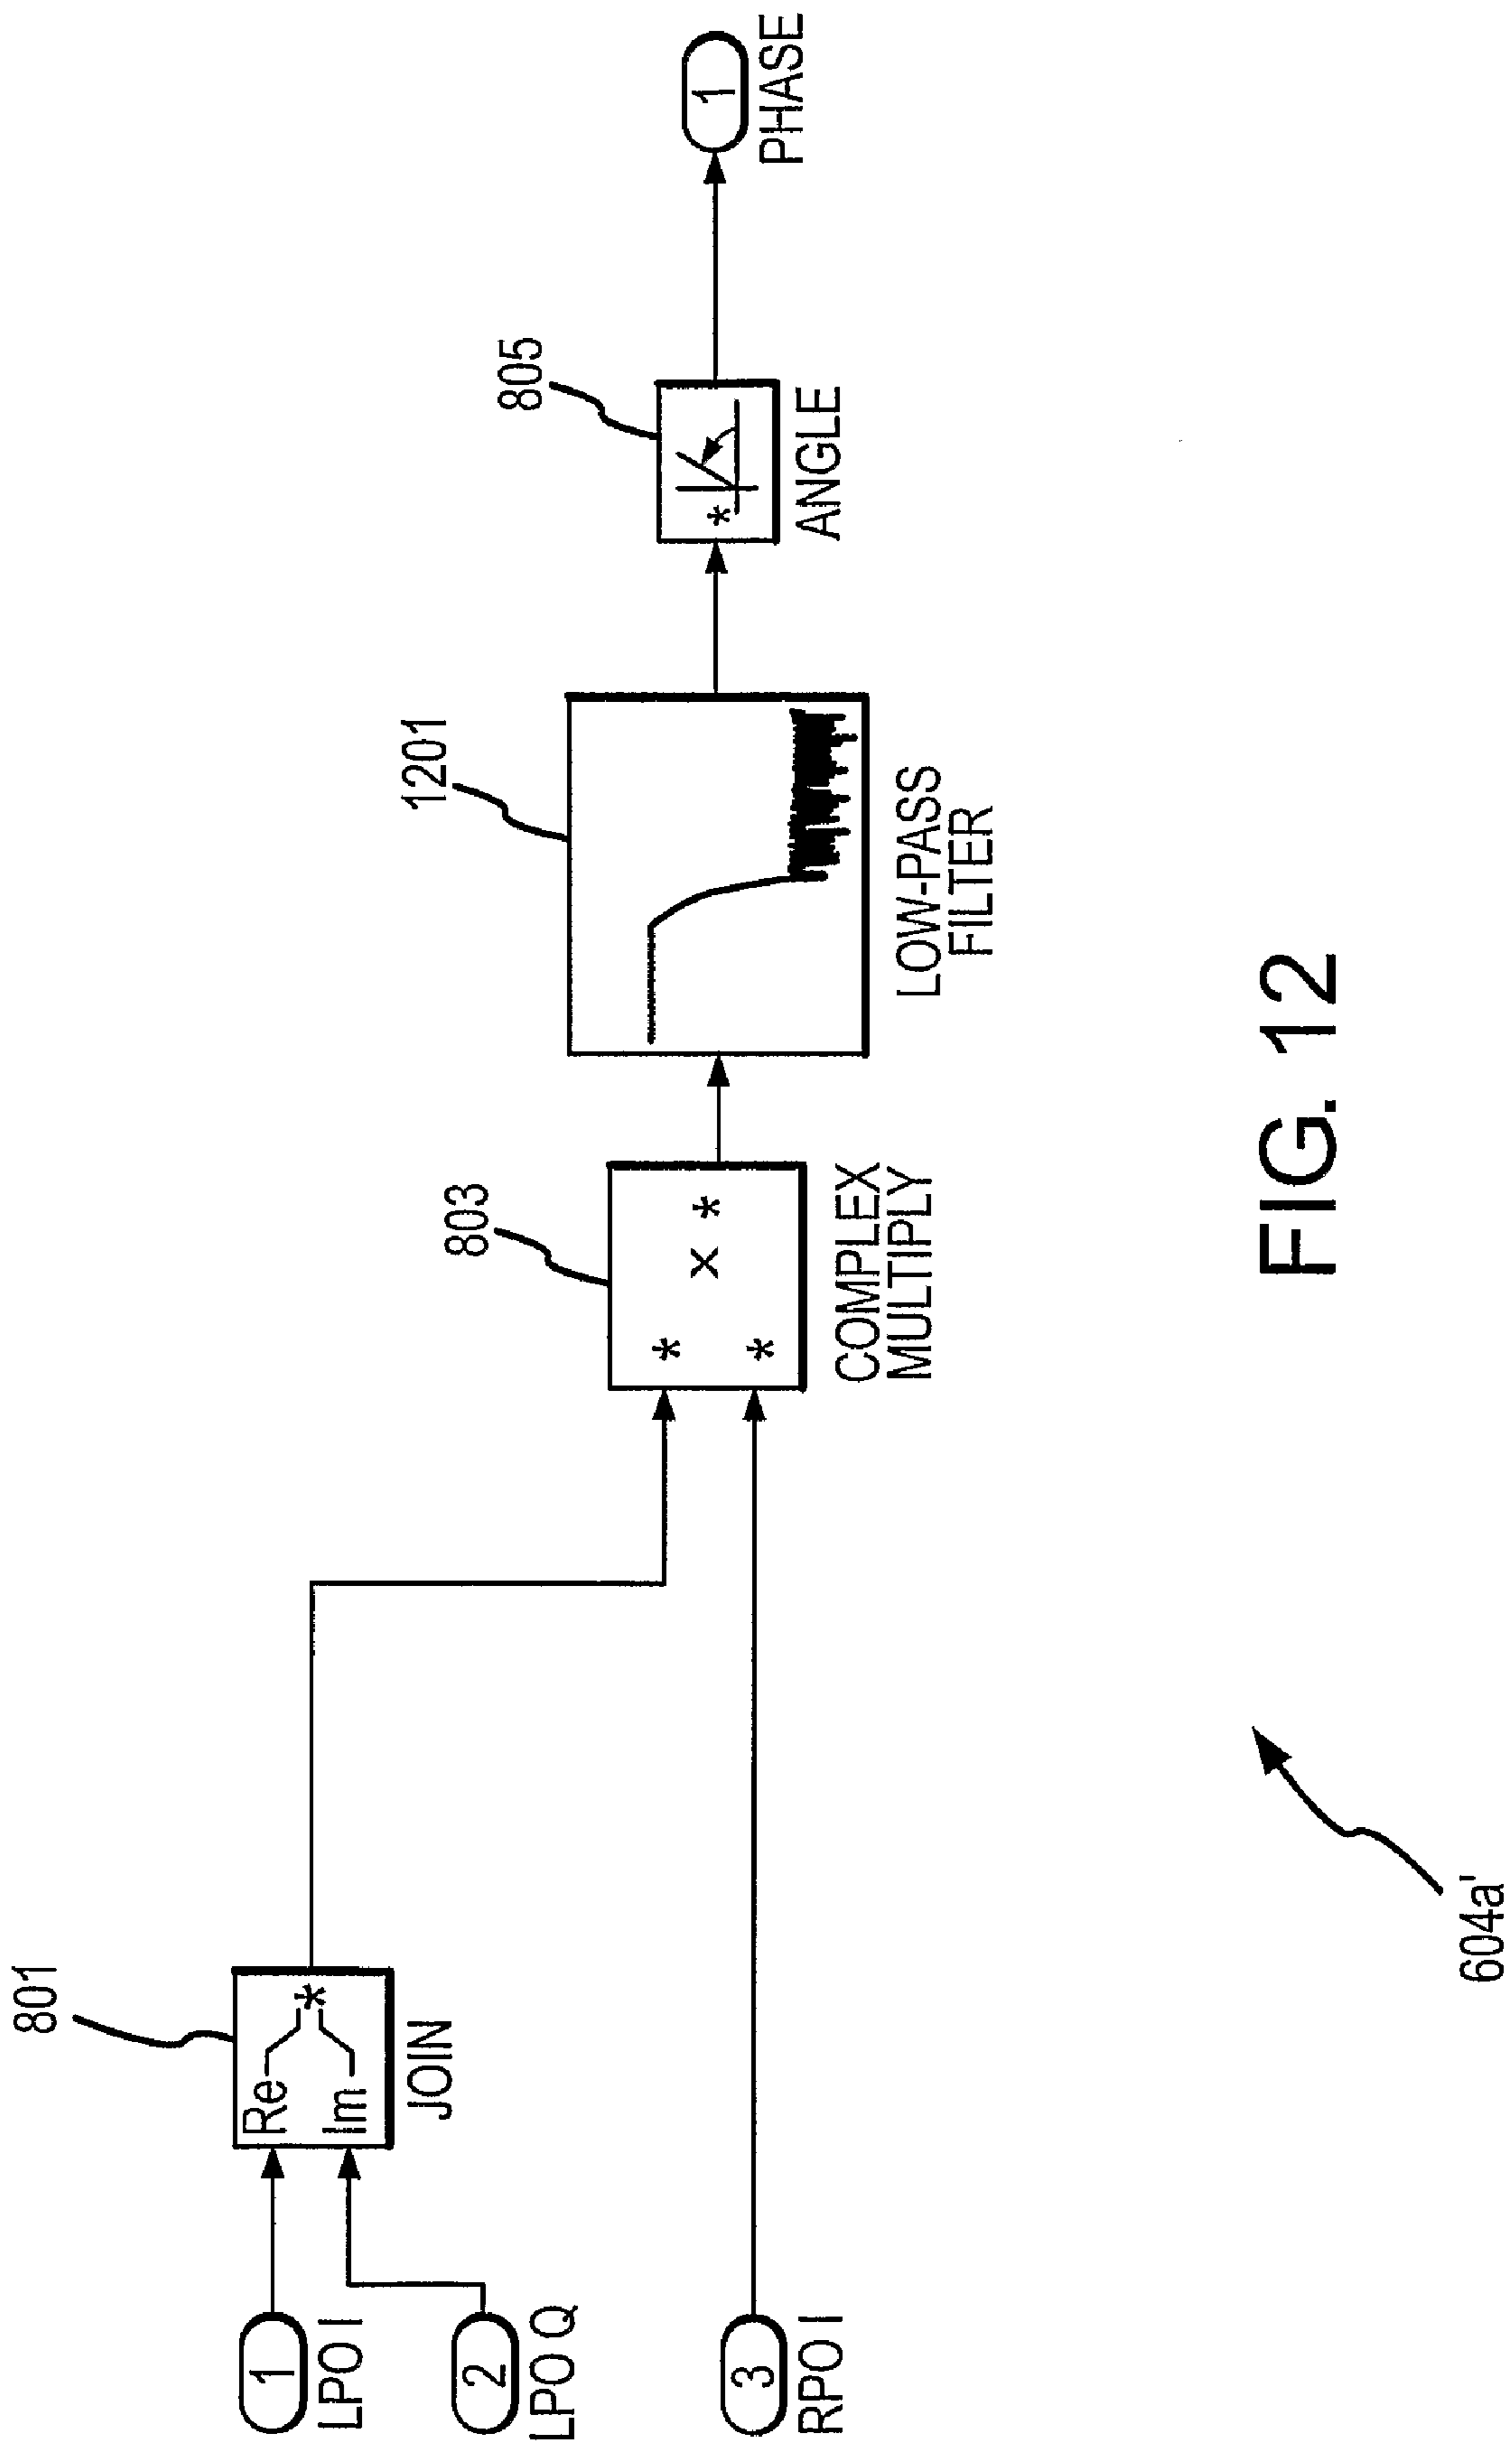 801
Re
Im
*
JOIN
1
LPO I
2
LPO Q
3
RPO I
803
*
*
x *
COMPLEX
MULTIPLY
1201
LOW-PASS
FILTER
805
*
ANGLE
1
PHASE
604a'
FIG. 12